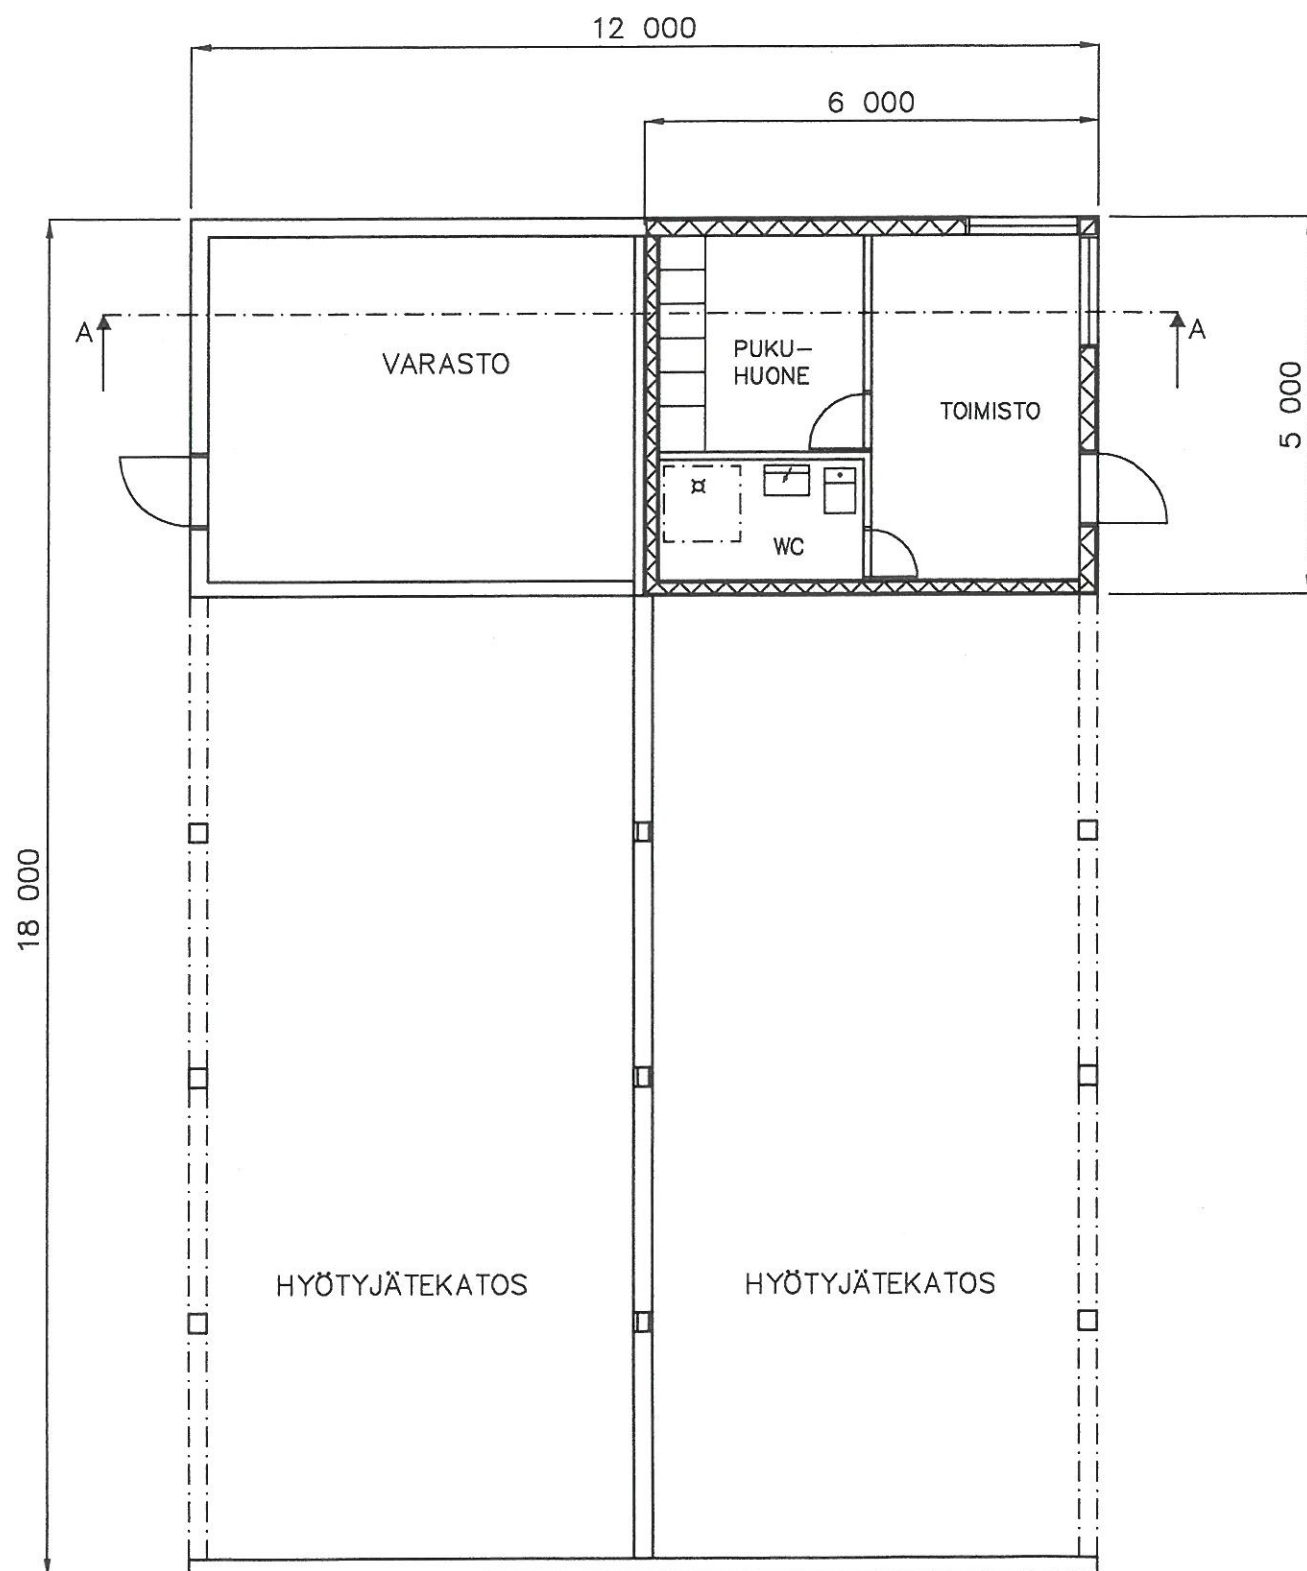 12 000
6 000
A
VARASTO
PUKU-
HUONE
A
TOIMISTO
5 000
WC
18 000
HYÖTYJÄTEKATOS
HYÖTYJÄTEKATOS